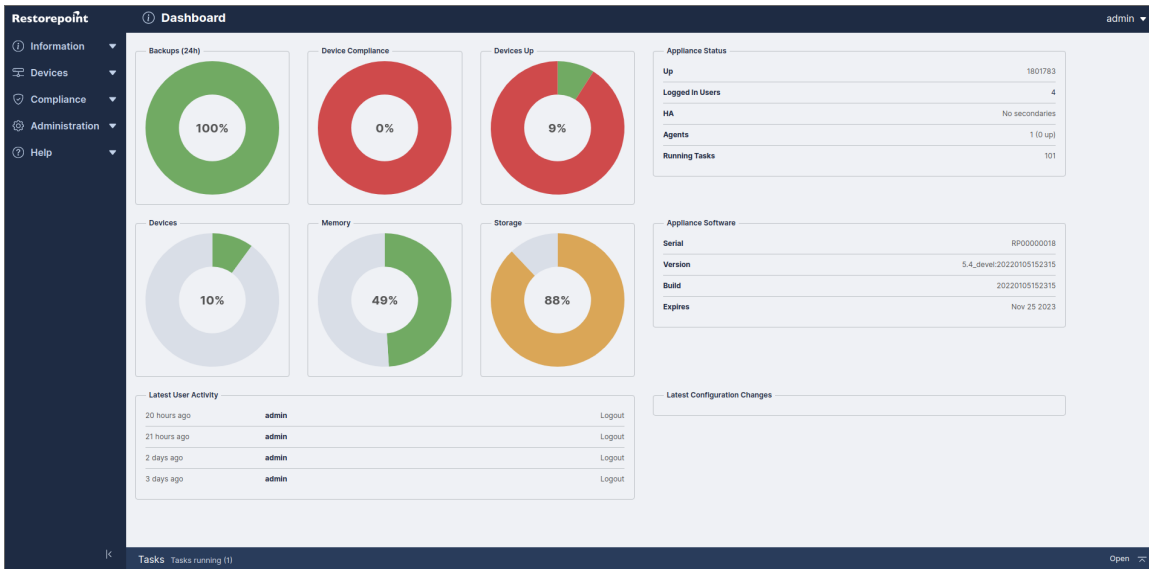 Restorepoint
Dashboard
admin
Information
Devices
Compliance
Administration
Help
Backups (24h)
100%
Device Compliance
0%
Devices Up
9%
Appliance Status
Up 1801783
Logged In Users 4
HA No secondaries
Agents 1 (0 up)
Running Tasks 101
Devices
10%
Memory
49%
Storage
88%
Appliance Software
Serial RP00000018
Version 5.4_devel:20220105152315
Build 20220105152315
Expires Nov 25 2023
Latest User Activity
20 hours ago admin Logout
21 hours ago admin Logout
2 days ago admin Logout
3 days ago admin Logout
Latest Configuration Changes
Tasks Tasks running (1)
Open